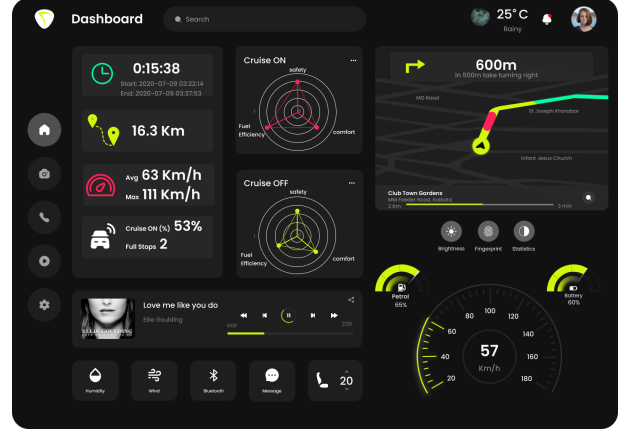 Dashboard
Search
25° C
Rainy
0:15:38
Start: 2020-07-09 03:22:14
End: 2020-07-09 03:37:53
16.3 Km
Avg 63 Km/h
Max 111 Km/h
Cruise ON (%) 53%
Full Stops 2
Cruise ON
safety
Fuel
Efficiency
comfort
Cruise OFF
safety
Fuel
Efficiency
comfort
600m
In 500m take turning right
MG Road
St Joseph Khorabor
Infant Jesus Church
Club Town Gardens
MM Feeder Road, Kolkata
2 Km
3 min
Brightness
Fingerprint
Statistics
Petrol
65%
Battery
60%
ELLIE GOULDING
Love me like you do
Ellie Goulding
0:86
2:20
Humidity
Wind
Bluetooth
Message
20
20
40
60
80
100
120
140
160
180
57
Km/h